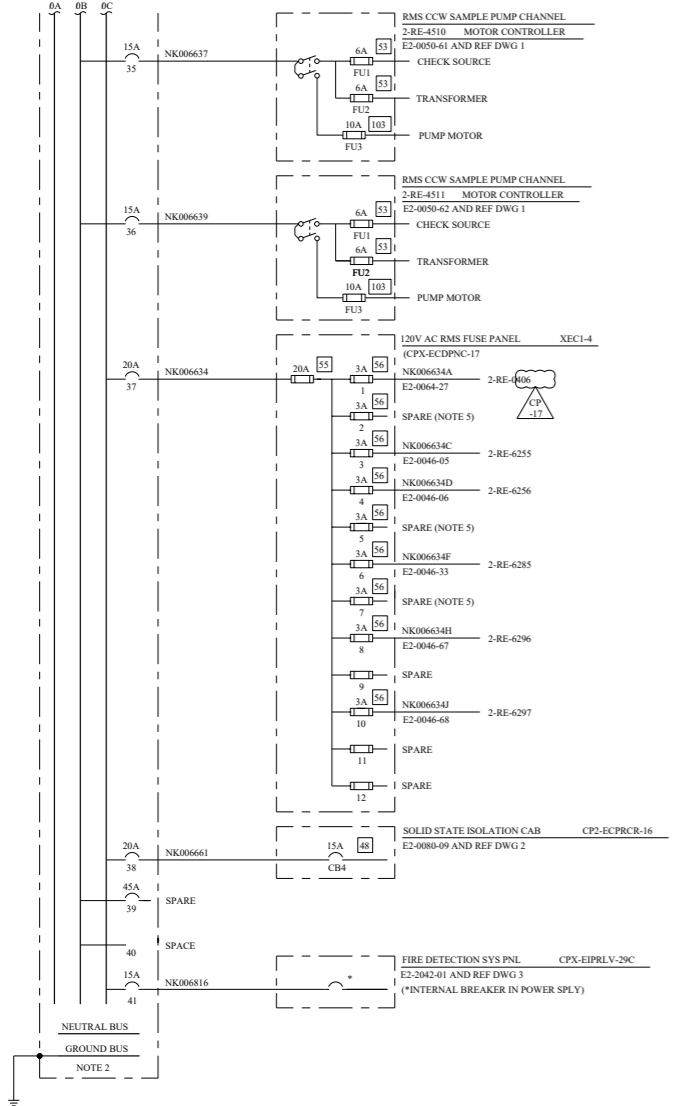 0A 0B 0C
RMS CCW SAMPLE PUMP CHANNEL
2-RE-4510 MOTOR CONTROLLER
E2-0050-61 AND REF DWG 1
15A
35
NK006637
6A 53
FU1
CHECK SOURCE
6A 53
FU2
TRANSFORMER
10A 103
FU3
PUMP MOTOR
RMS CCW SAMPLE PUMP CHANNEL
2-RE-4511 MOTOR CONTROLLER
E2-0050-62 AND REF DWG 1
15A
36
NK006639
6A 53
FU1
CHECK SOURCE
6A 53
FU2
TRANSFORMER
10A 103
FU3
PUMP MOTOR
120V AC RMS FUSE PANEL XEC1-4
(CPX-ECDPNC-17
20A
37
NK006634
20A 55
3A 56
1
NK006634A
E2-0064-27
2-RE-0406
CP
-17
3A 56
2
SPARE (NOTE 5)
3A 56
3
NK006634C
E2-0046-05
2-RE-6255
3A 56
4
NK006634D
E2-0046-06
2-RE-6256
3A 56
5
SPARE (NOTE 5)
3A 56
6
NK006634F
E2-0046-33
2-RE-6285
3A 56
7
SPARE (NOTE 5)
3A 56
8
NK006634H
E2-0046-67
2-RE-6296
9
SPARE
3A 56
10
NK006634J
E2-0046-68
2-RE-6297
11
SPARE
12
SPARE
SOLID STATE ISOLATION CAB CP2-ECPRCR-16
E2-0080-09 AND REF DWG 2
20A
38
NK006661
15A 48
CB4
45A
39
SPARE
40
SPACE
FIRE DETECTION SYS PNL CPX-EIPRLV-29C
E2-2042-01 AND REF DWG 3
(*INTERNAL BREAKER IN POWER SPLY)
15A
41
NK006816
*
NEUTRAL BUS
GROUND BUS
NOTE 2